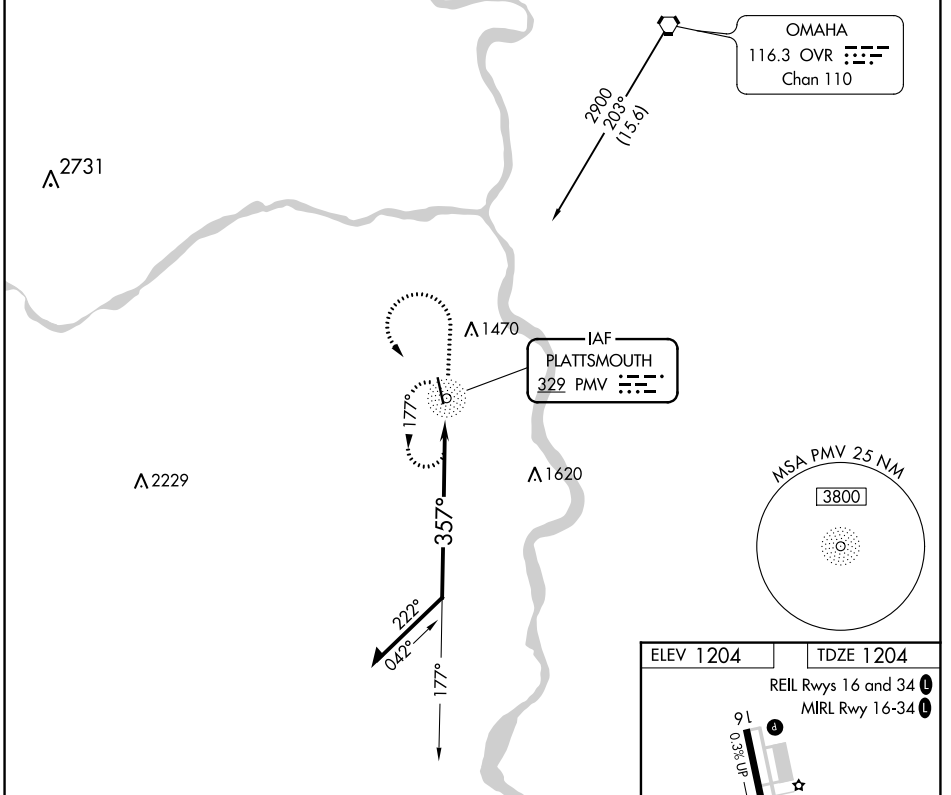 OMAHA
116.3 OVR
Chan 110
2900
203°
(15.6)
2731
1470
IAF
PLATTSMOUTH
329 PMV
177°
2229
1620
MSA PMV 25 NM
3800
357°
222°
042°
177°
ELEV 1204
TDZE 1204
REIL Rwys 16 and 34 L
MIRL Rwy 16-34 L
16
P
0.3% UP